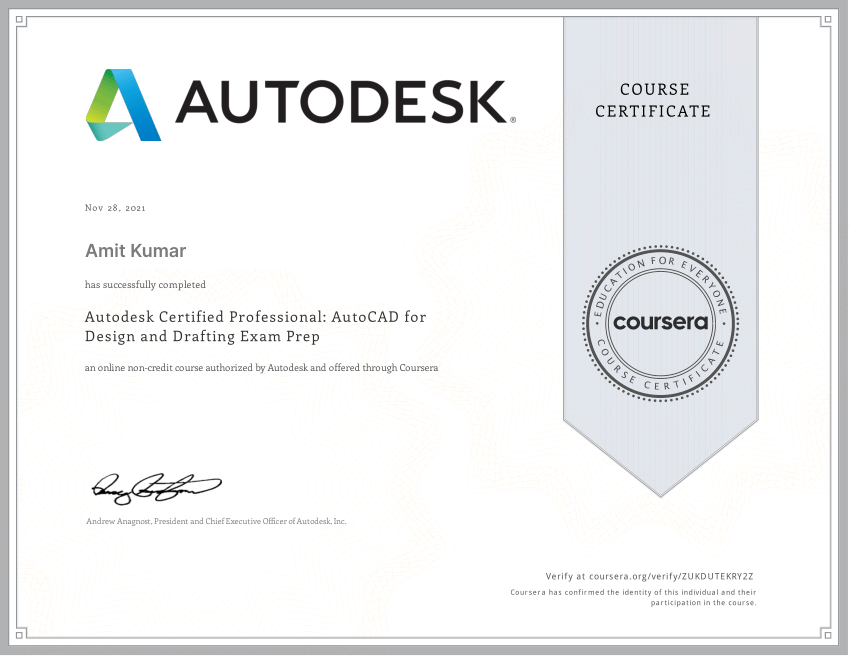 AUTODESK®
COURSE
CERTIFICATE
Nov 28, 2021
Amit Kumar
has successfully completed
Autodesk Certified Professional: AutoCAD for
Design and Drafting Exam Prep
an online non-credit course authorized by Autodesk and offered through Coursera
EDUCATION FOR EVERYONE
coursera
COURSE CERTIFICATE
Andrew Anagnost, President and Chief Executive Officer of Autodesk, Inc.
Verify at coursera.org/verify/ZUKDUTEKRY2Z
Coursera has confirmed the identity of this individual and their
participation in the course.